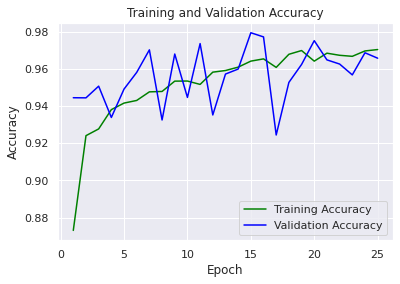 Training and Validation Accuracy
0.98
0.96
0.94
0.92
0.90
0.88
Accuracy
Training Accuracy
Validation Accuracy
0 5 10 15 20 25
Epoch